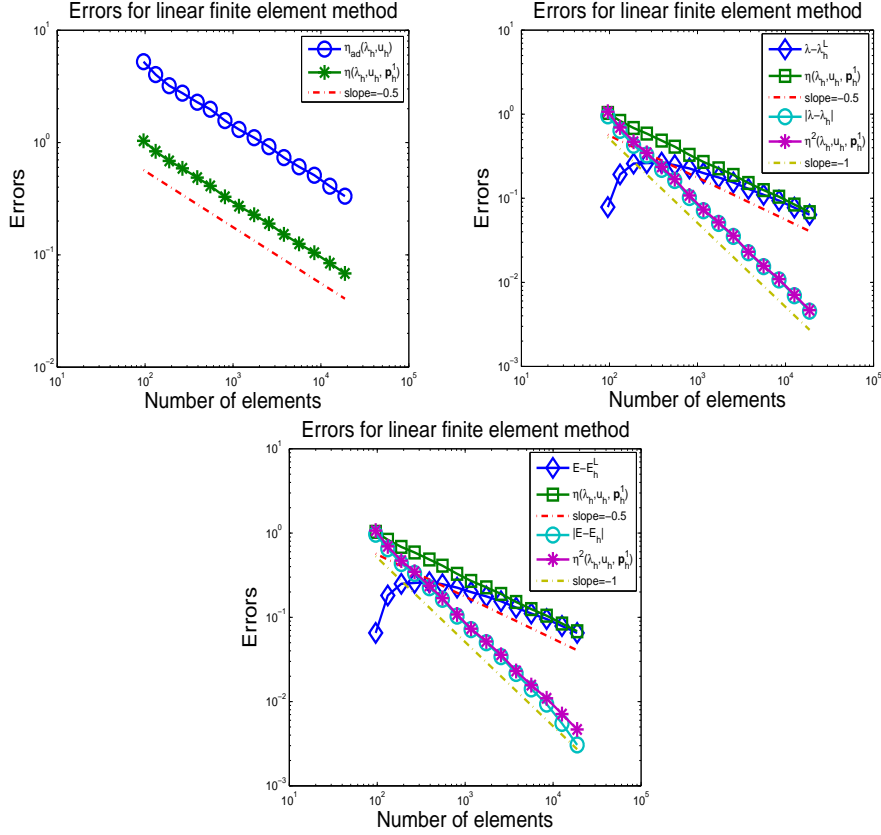 Errors for linear finite element method
η_ad(λ_h,u_h)
η(λ_h,u_h, p_h^1)
slope=−0.5
10^1
10^0
10^−1
10^−2
10^1 10^2 10^3 10^4 10^5
Errors
Number of elements
Errors for linear finite element method
λ−λ_h^L
η(λ_h,u_h, p_h^1)
slope=−0.5
|λ−λ_h|
η^2(λ_h,u_h, p_h^1)
slope=−1
10^1
10^0
10^−1
10^−2
10^−3
10^1 10^2 10^3 10^4 10^5
Errors
Number of elements
Errors for linear finite element method
E−E_h^L
η(λ_h,u_h, p_h^1)
slope=−0.5
|E−E_h|
η^2(λ_h,u_h, p_h^1)
slope=−1
10^1
10^0
10^−1
10^−2
10^−3
10^1 10^2 10^3 10^4 10^5
Errors
Number of elements